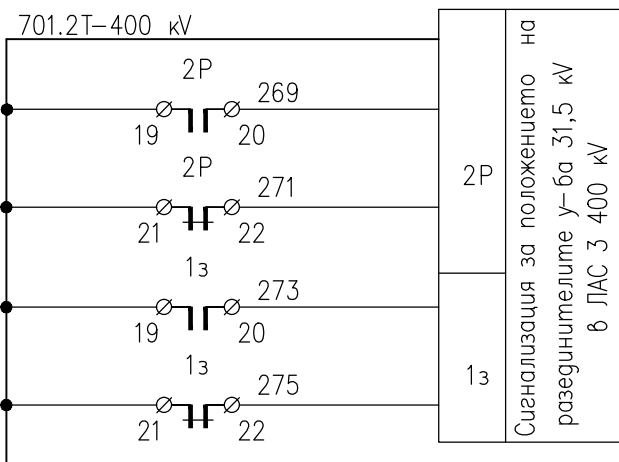 701.2T-400 kV
2P
269
19
20
2P
271
21
22
1з
273
19
20
1з
275
21
22
2P
1з
Сигнализация за положението на
разединителите у-ба 31,5 kV
в ЛАС 3 400 kV